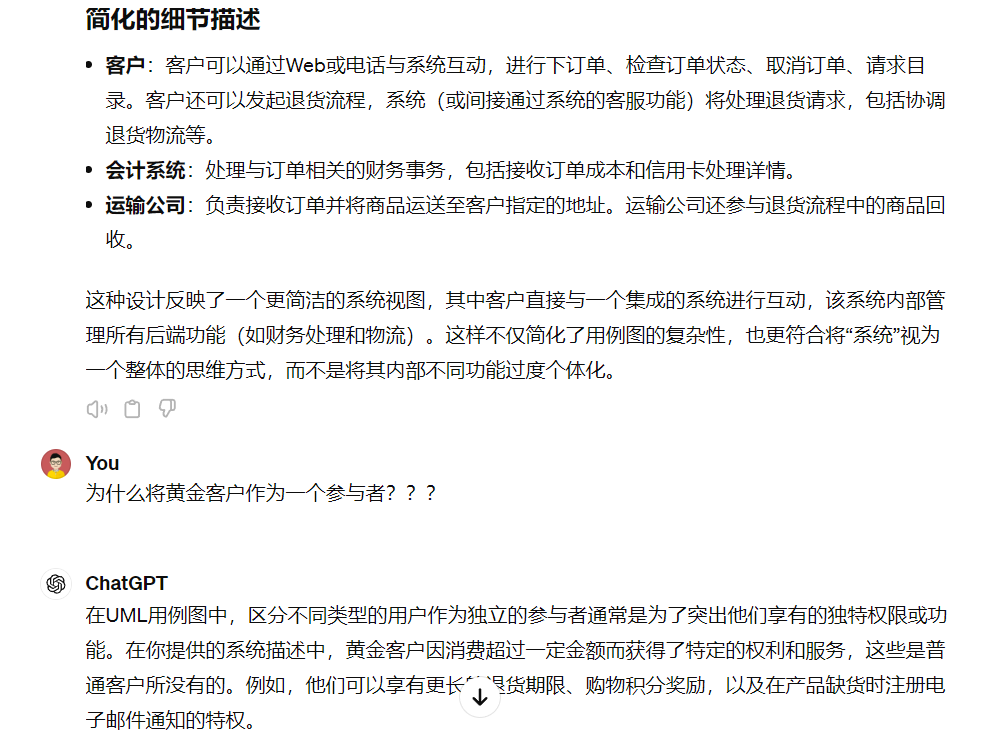 简化的细节描述
• 客户：客户可以通过Web或电话与系统互动，进行下订单、检查订单状态、取消订单、请求目
录。客户还可以发起退货流程，系统（或间接通过系统的客服功能）将处理退货请求，包括协调
退货物流等。
• 会计系统：处理与订单相关的财务事务，包括接收订单成本和信用卡处理详情。
• 运输公司：负责接收订单并将商品运送至客户指定的地址。运输公司还参与退货流程中的商品回
收。
这种设计反映了一个更简洁的系统视图，其中客户直接与一个集成的系统进行互动，该系统内部管
理所有后端功能（如财务处理和物流）。这样不仅简化了用例图的复杂性，也更符合将“系统”视为
一个整体的思维方式，而不是将其内部不同功能过度个体化。
You
为什么将黄金客户作为一个参与者？？？
ChatGPT
在UML用例图中，区分不同类型的用户作为独立的参与者通常是为了突出他们享有的独特权限或功
能。在你提供的系统描述中，黄金客户因消费超过一定金额而获得了特定的权利和服务，这些是普
通客户所没有的。例如，他们可以享有更长的退货期限、购物积分奖励，以及在产品缺货时注册电
子邮件通知的特权。